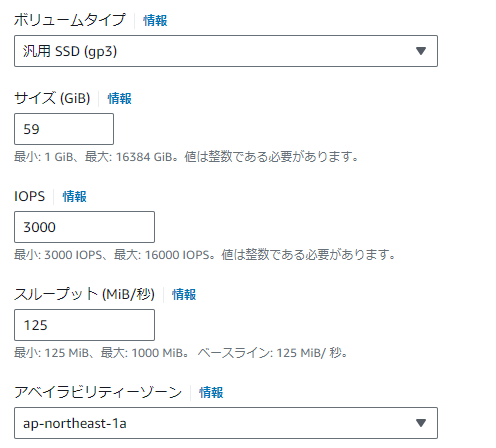 ボリュームタイプ 情報
汎用 SSD (gp3)
サイズ (GiB) 情報
59
最小: 1 GiB、最大: 16384 GiB。値は整数である必要があります。
IOPS 情報
3000
最小: 3000 IOPS、最大: 16000 IOPS。値は整数である必要があります。
スループット (MiB/秒) 情報
125
最小: 125 MiB、最大: 1000 MiB。 ベースライン: 125 MiB/ 秒。
アベイラビリティーゾーン 情報
ap-northeast-1a